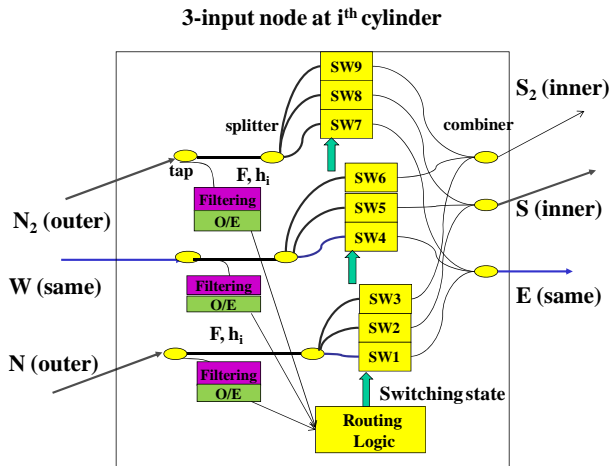 3-input node at iᵗʰ cylinder
SW9
SW8
SW7
S₂ (inner)
splitter
combiner
tap
F, hᵢ
SW6
SW5
SW4
Filtering
O/E
N₂ (outer)
S (inner)
W (same)
Filtering
O/E
E (same)
SW3
SW2
SW1
F, hᵢ
N (outer)
Filtering
O/E
Switching state
Routing
Logic